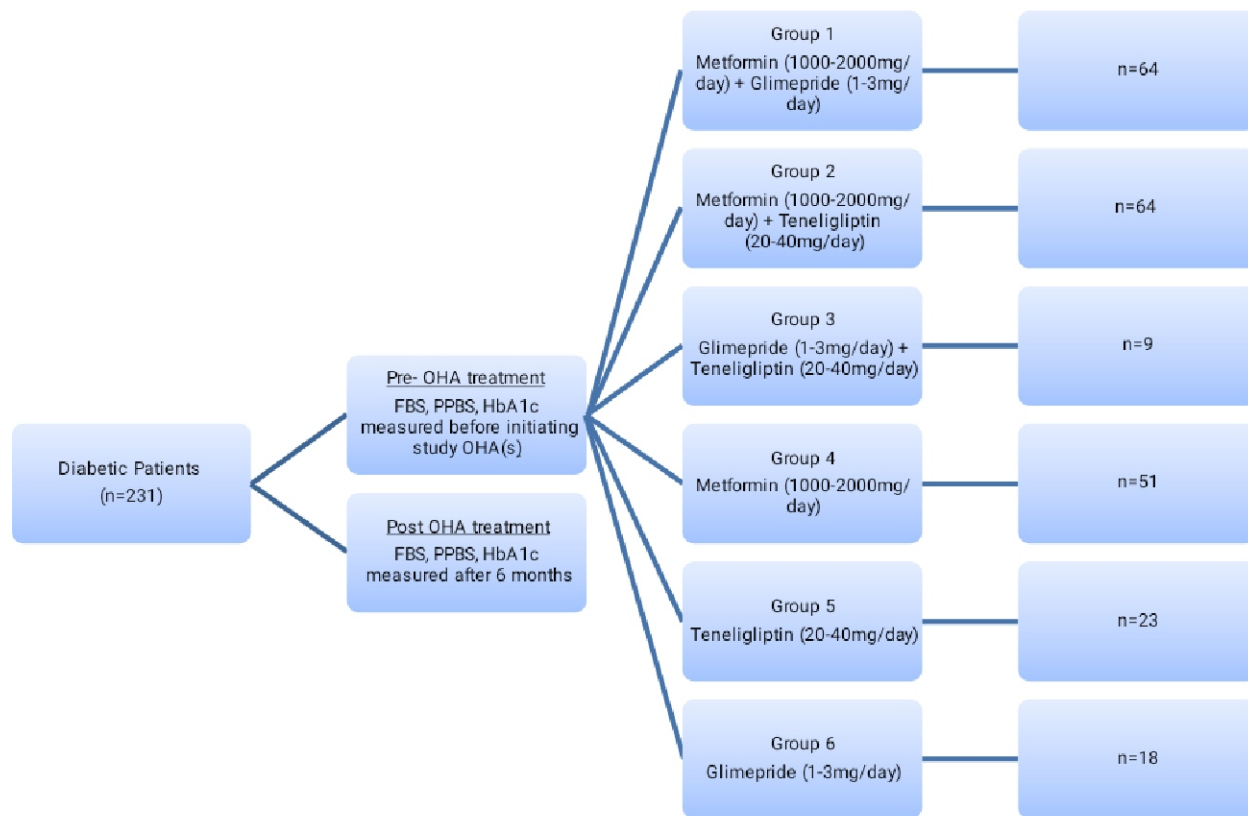 Diabetic Patients
(n=231)
Pre- OHA treatment
FBS, PPBS, HbA1c
measured before initiating
study OHA(s)
Post OHA treatment
FBS, PPBS, HbA1c
measured after 6 months
Group 1
Metformin (1000-2000mg/
day) + Glimepride (1-3mg/
day)
n=64
Group 2
Metformin (1000-2000mg/
day) + Teneligliptin
(20-40mg/day)
n=64
Group 3
Glimepride (1-3mg/day) +
Teneligliptin (20-40mg/day)
n=9
Group 4
Metformin (1000-2000mg/
day)
n=51
Group 5
Teneligliptin (20-40mg/day)
n=23
Group 6
Glimepride (1-3mg/day)
n=18